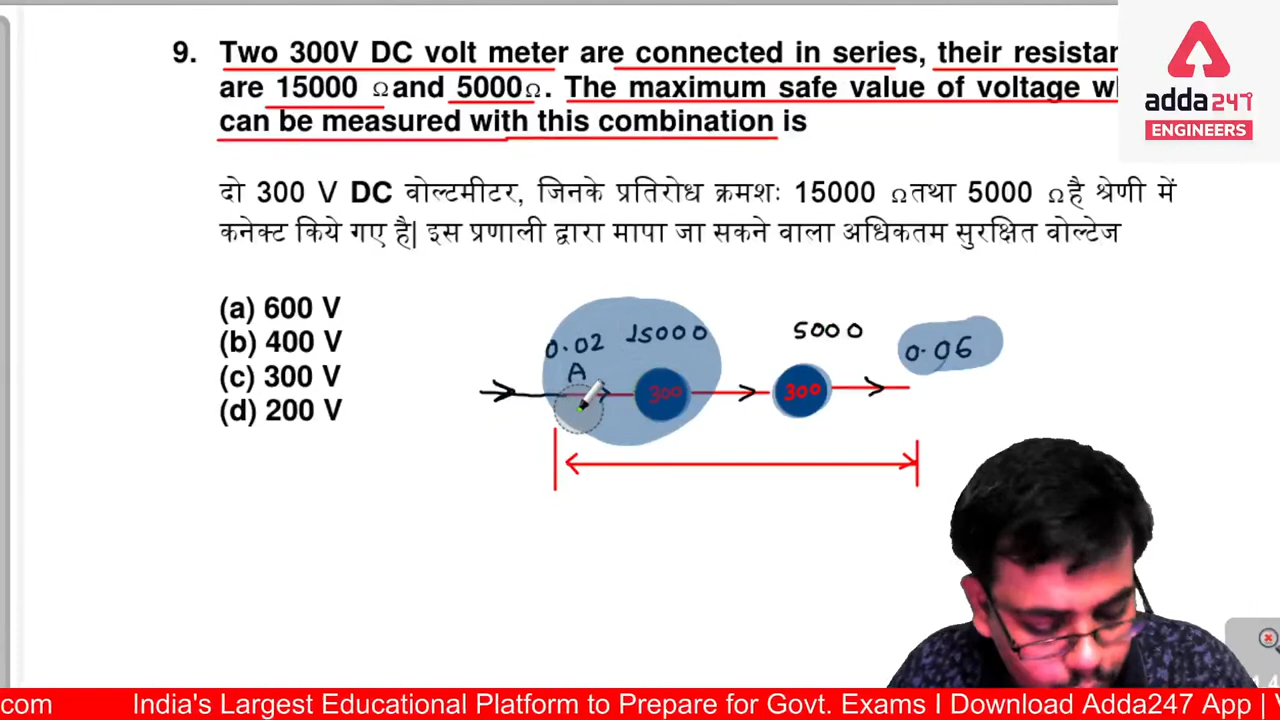 9. Two 300V DC volt meter are connected in series, their resistan
are 15000 Ω and 5000Ω. The maximum safe value of voltage wh
can be measured with this combination is
adda247
ENGINEERS
दो 300 V DC वोल्टमीटर, जिनके प्रतिरोध क्रमशः 15000 Ω तथा 5000 Ω है श्रेणी में
कनेक्ट किये गए है| इस प्रणाली द्वारा मापा जा सकने वाला अधिकतम सुरक्षित वोल्टेज
(a) 600 V
(b) 400 V
(c) 300 V
(d) 200 V
0.02 15000 5000 0.06
A
300 300
com India's Largest Educational Platform to Prepare for Govt. Exams I Download Adda247 App |